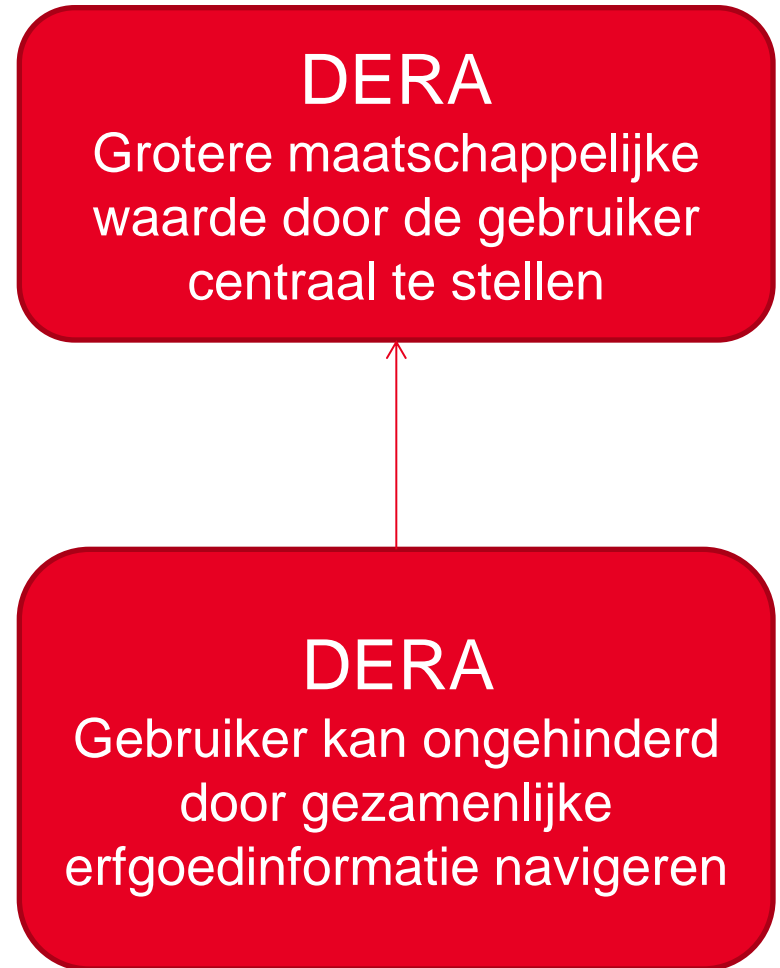 DERA
Grotere maatschappelijke
waarde door de gebruiker
centraal te stellen
DERA
Gebruiker kan ongehinderd
door gezamenlijke
erfgoedinformatie navigeren